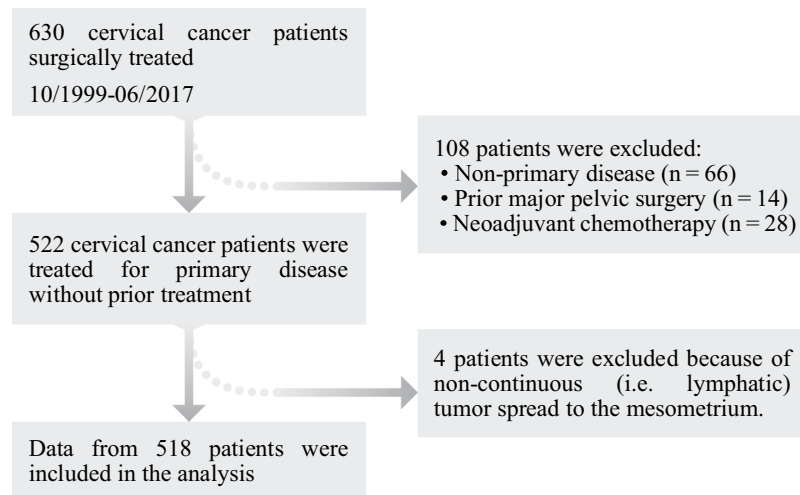 630 cervical cancer patients
surgically treated
10/1999-06/2017
108 patients were excluded:
• Non-primary disease (n = 66)
• Prior major pelvic surgery (n = 14)
• Neoadjuvant chemotherapy (n = 28)
522 cervical cancer patients were
treated for primary disease
without prior treatment
4 patients were excluded because of
non-continuous (i.e. lymphatic)
tumor spread to the mesometrium.
Data from 518 patients were
included in the analysis